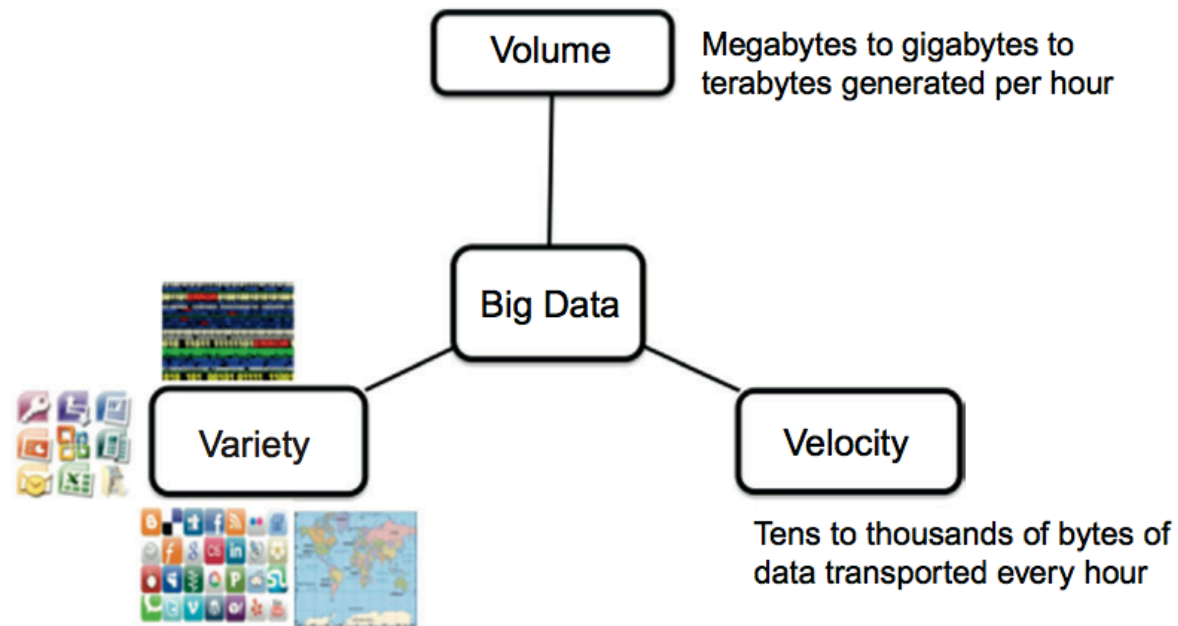 Volume
Megabytes to gigabytes to
terabytes generated per hour
Big Data
Variety
Velocity
Tens to thousands of bytes of
data transported every hour